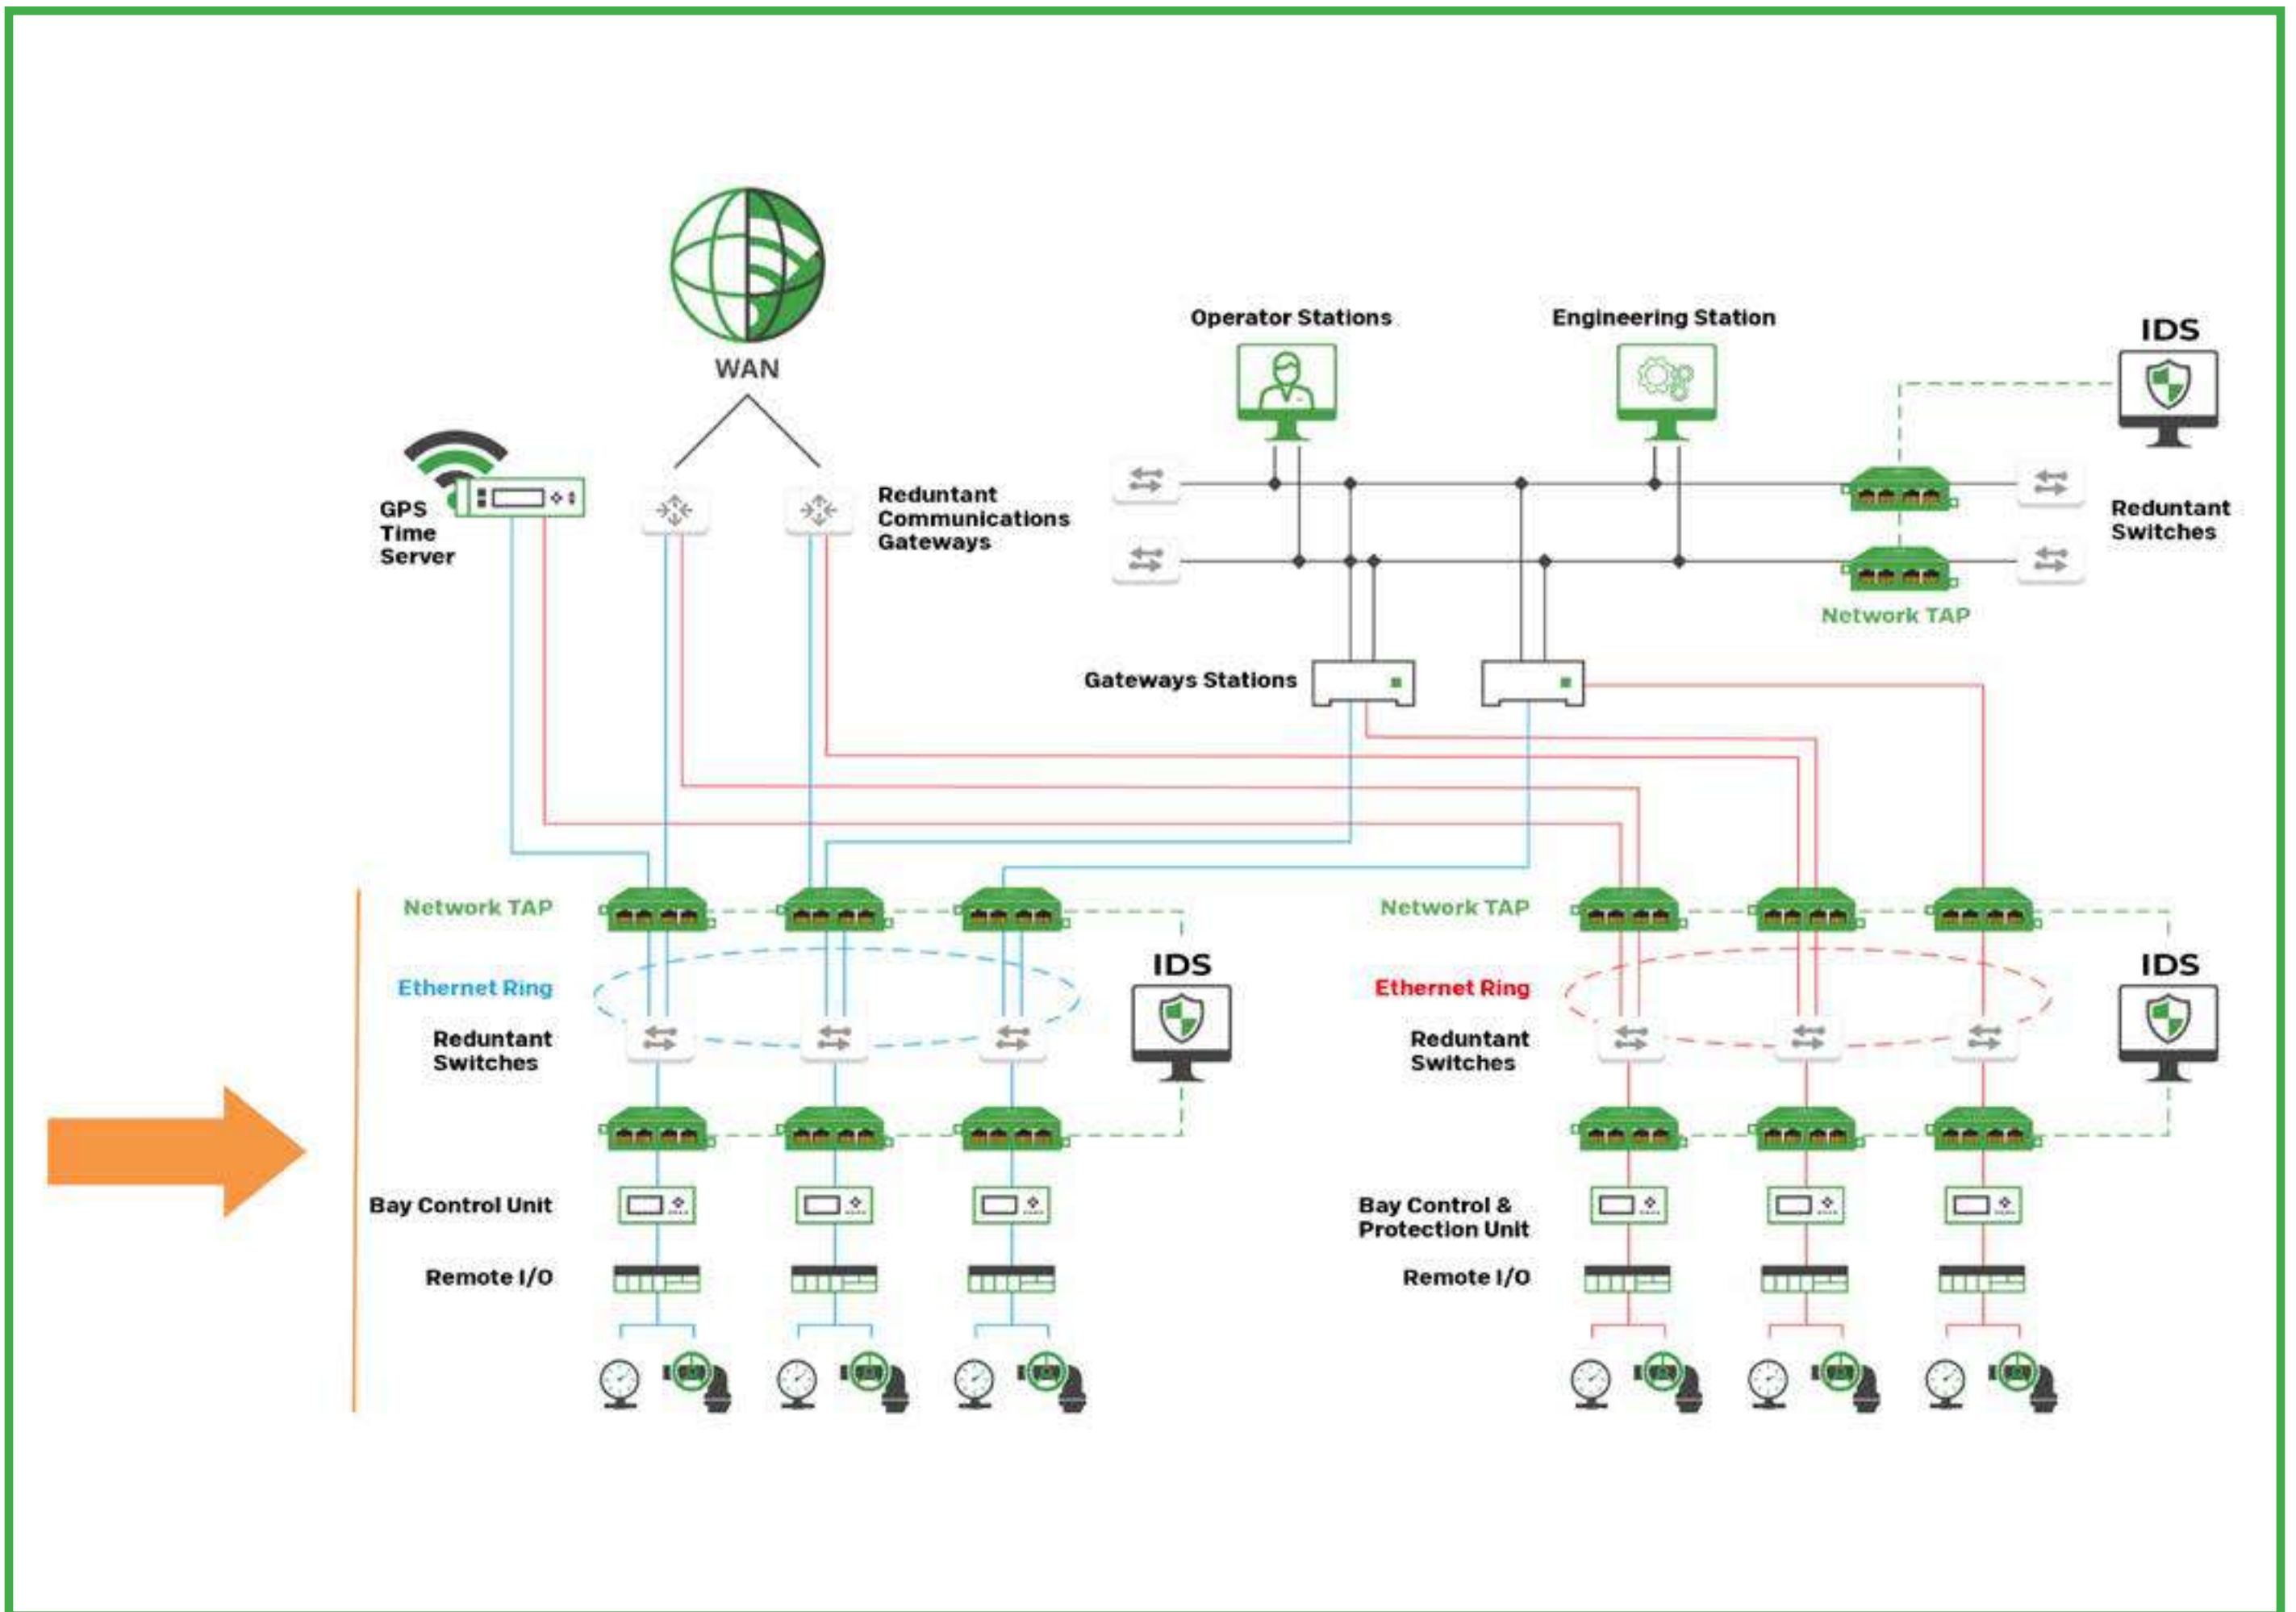 WAN
Operator Stations
Engineering Station
IDS
GPS
Time
Server
Reduntant
Communications
Gateways
Reduntant
Switches
Network TAP
Gateways Stations
Network TAP
Ethernet Ring
Reduntant
Switches
IDS
Bay Control Unit
Remote I/O
Network TAP
Ethernet Ring
Reduntant
Switches
IDS
Bay Control &
Protection Unit
Remote I/O